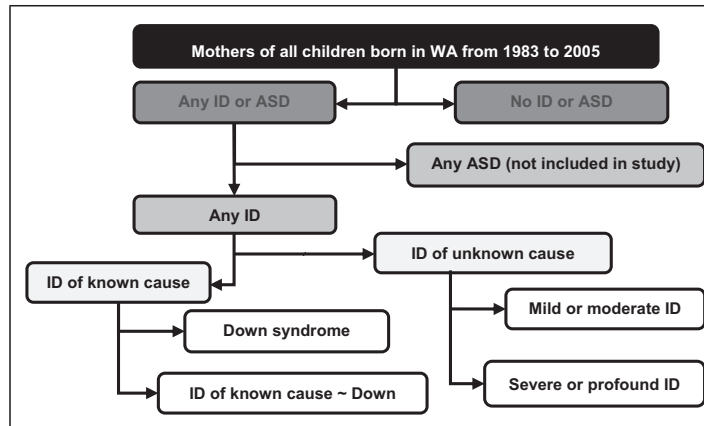 Mothers of all children born in WA from 1983 to 2005
Any ID or ASD
No ID or ASD
Any ASD (not included in study)
Any ID
ID of unknown cause
ID of known cause
Mild or moderate ID
Down syndrome
Severe or profound ID
ID of known cause ~ Down